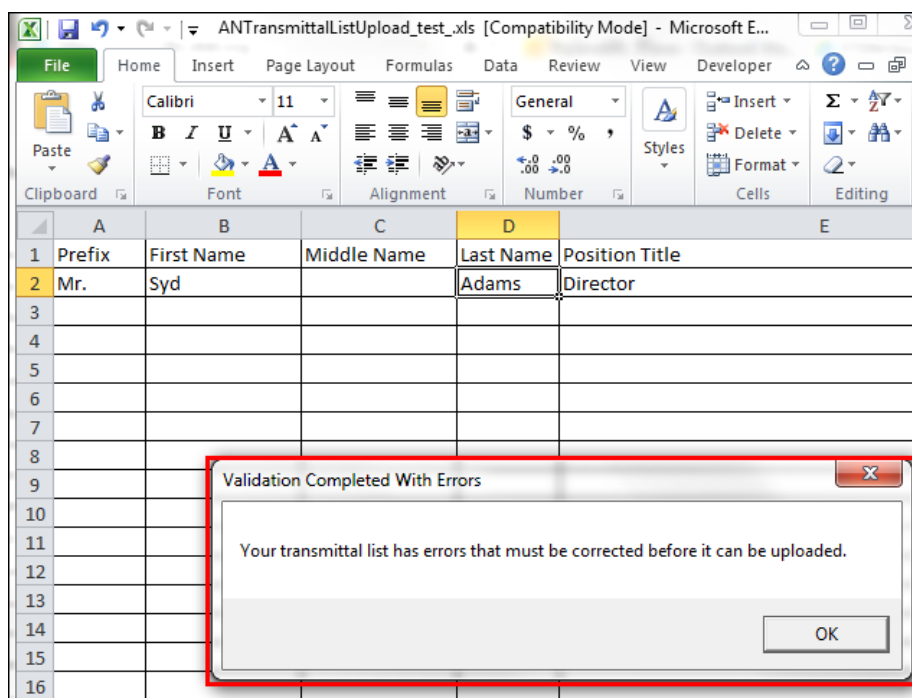 ANTransmittalListUpload_test_.xls [Compatibility Mode] - Microsoft E...
File Home Insert Page Layout Formulas Data Review View Developer
Calibri 11 General Insert Σ
B I U A A $ % , Delete
Paste Styles Format
Clipboard Font Alignment Number Cells Editing
A B C D E
1 Prefix First Name Middle Name Last Name Position Title
2 Mr. Syd Adams Director
3
4
5
6
7
8
9
10
11
12
13
14
15
16
Validation Completed With Errors
Your transmittal list has errors that must be corrected before it can be uploaded.
OK